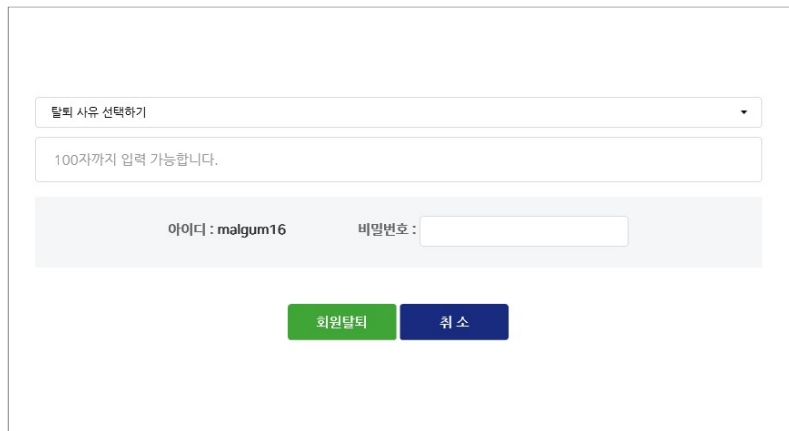 탈퇴 사유 선택하기
100자까지 입력 가능합니다.
아이디 : malgum16 비밀번호 :
회원탈퇴 취 소